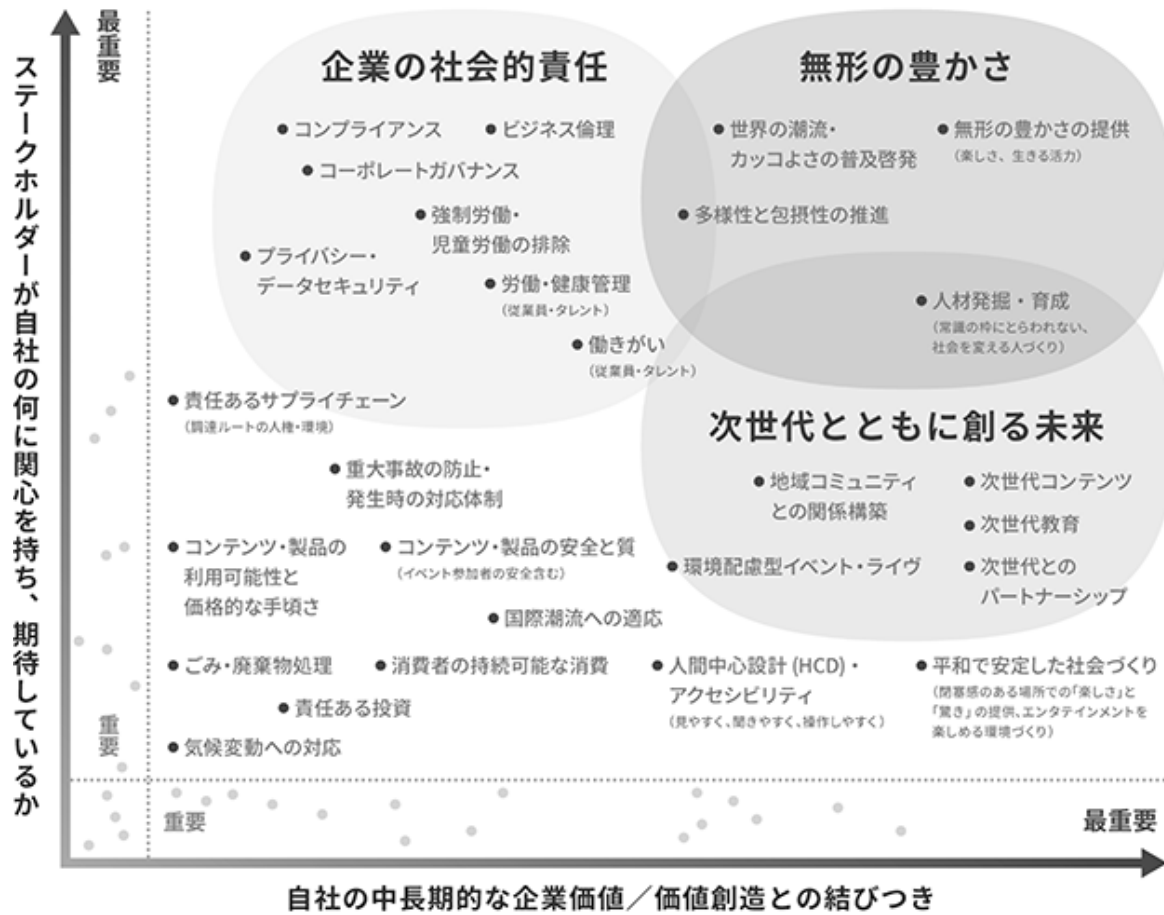 最重要
ステークホルダーが自社の何に関心を持ち、期待しているか
企業の社会的責任
無形の豊かさ
● コンプライアンス
● ビジネス倫理
● コーポレートガバナンス
● 強制労働・
児童労働の排除
● プライバシー・
データセキュリティ
● 労働・健康管理
（従業員・タレント）
● 働きがい
（従業員・タレント）
● 世界の潮流・
カッコよさの普及啓発
● 無形の豊かさの提供
（楽しさ、生きる活力）
● 多様性と包摂性の推進
● 人材発掘・育成
（常識の枠にとらわれない、
社会を変える人づくり）
● 責任あるサプライチェーン
（調達ルートの人権・環境）
● 重大事故の防止・
発生時の対応体制
● コンテンツ・製品の
利用可能性と
価格的な手頃さ
● コンテンツ・製品の安全と質
（イベント参加者の安全含む）
● 国際潮流への適応
次世代とともに創る未来
● 地域コミュニティ
との関係構築
● 次世代コンテンツ
● 次世代教育
● 環境配慮型イベント・ライヴ
● 次世代との
パートナーシップ
● ごみ・廃棄物処理
● 消費者の持続可能な消費
● 責任ある投資
● 気候変動への対応
● 人間中心設計 (HCD)・
アクセシビリティ
（見やすく、聞きやすく、操作しやすく）
● 平和で安定した社会づくり
（閉塞感のある場所での「楽しさ」と
「驚き」の提供、エンタテインメントを
楽しめる環境づくり）
重要
重要
最重要
自社の中長期的な企業価値／価値創造との結びつき